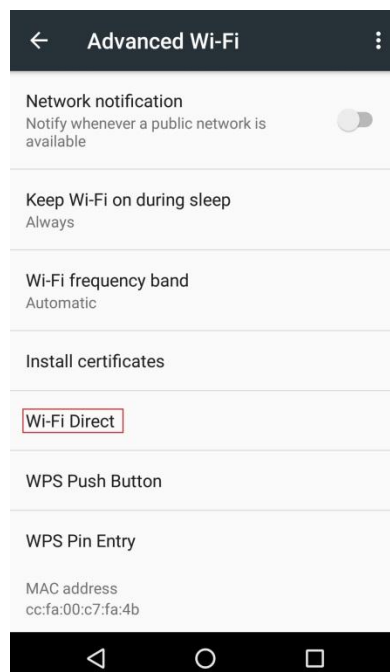 Advanced Wi-Fi
Network notification
Notify whenever a public network is
available
Keep Wi-Fi on during sleep
Always
Wi-Fi frequency band
Automatic
Install certificates
Wi-Fi Direct
WPS Push Button
WPS Pin Entry
MAC address
cc:fa:00:c7:fa:4b